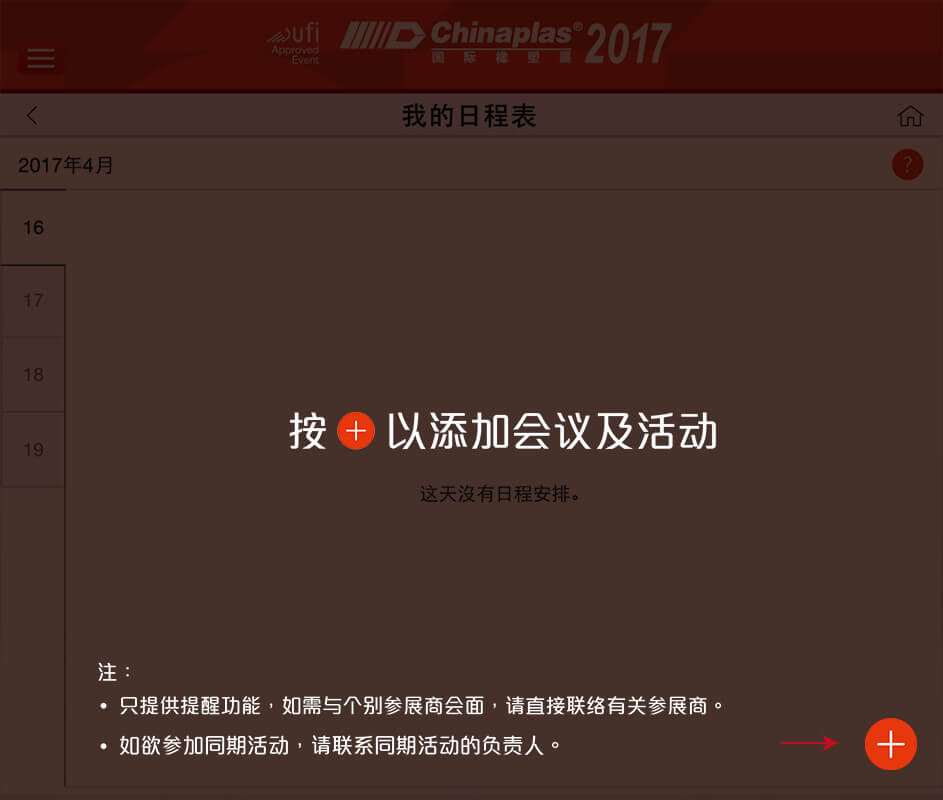 ufi
Approved
Event
Chinaplas® 2017
国际橡塑展
我的日程表
2017年4月
?
16
17
18
19
按 + 以添加会议及活动
这天沒有日程安排。
注：
• 只提供提醒功能，如需与个别参展商会面，请直接联络有关参展商。
• 如欲参加同期活动，请联系同期活动的负责人。